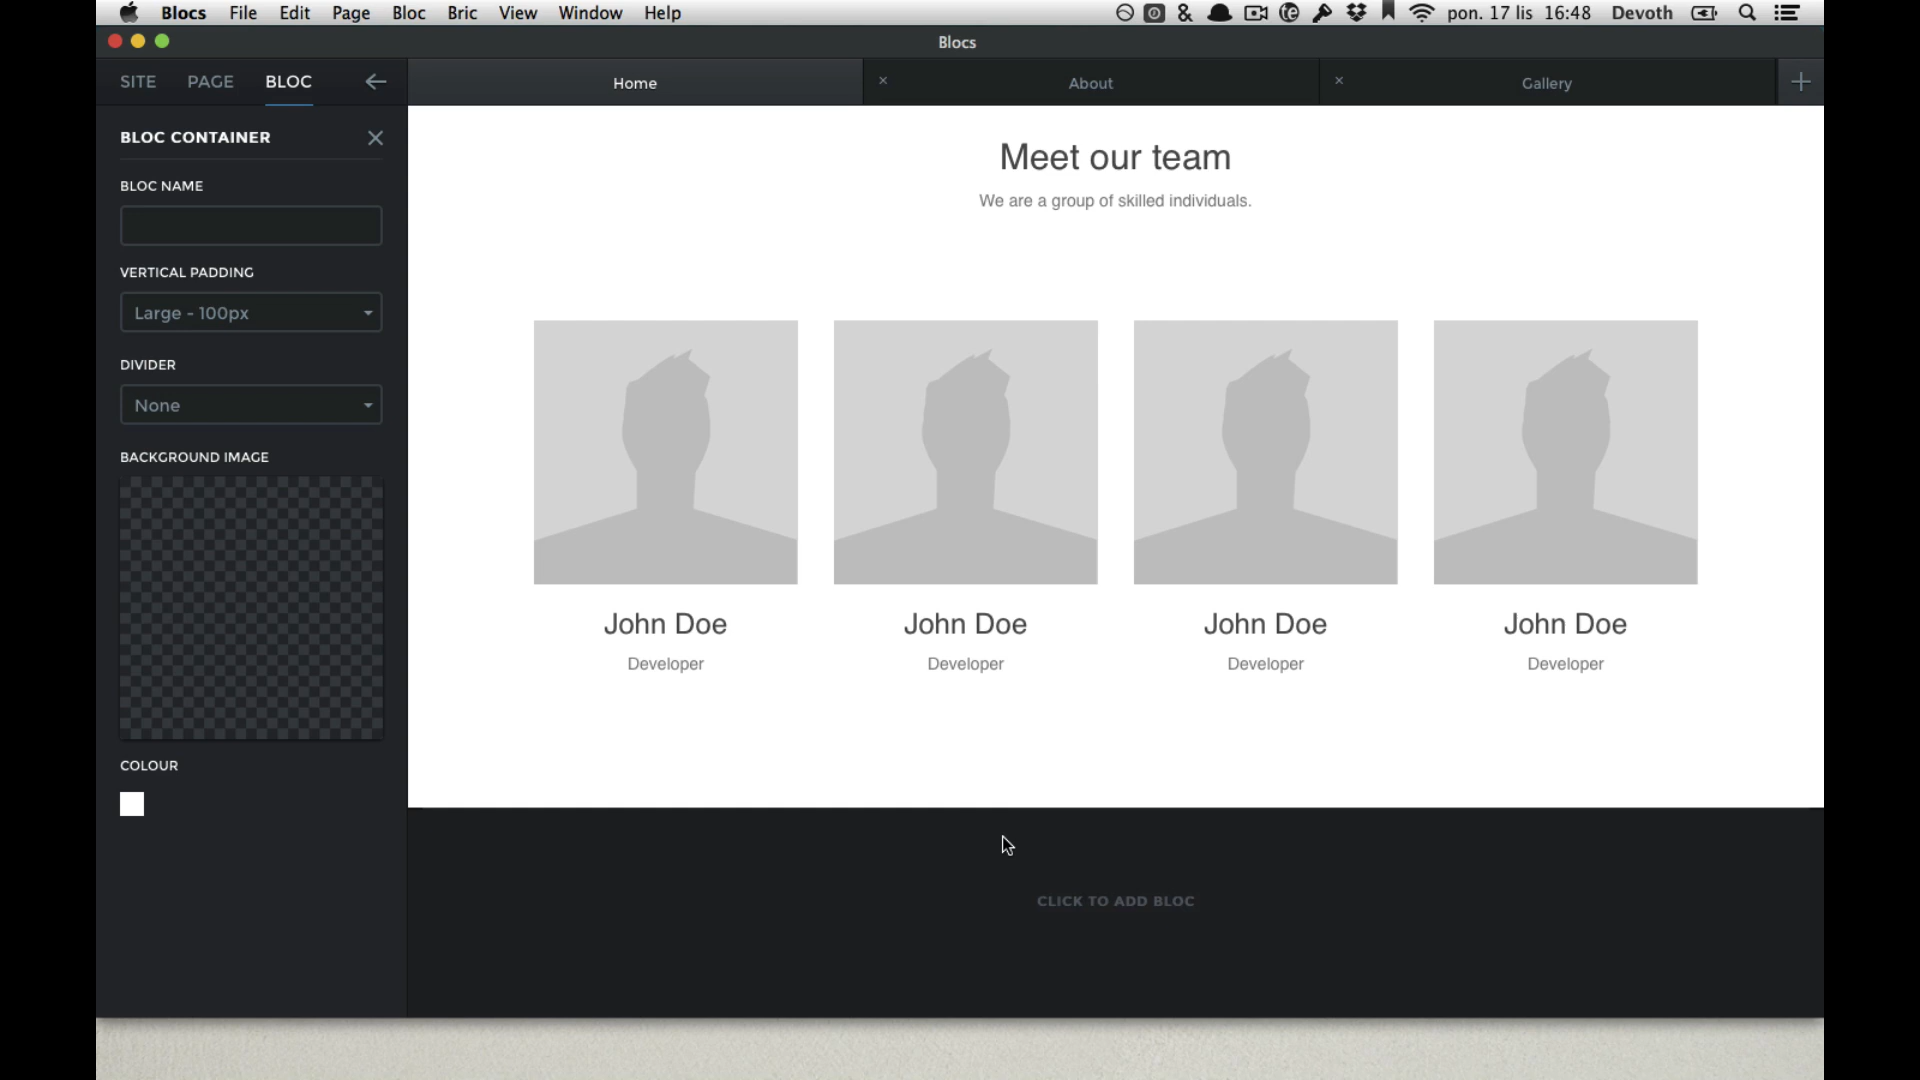 Blocs File Edit Page Bloc Bric View Window Help
pon. 17 lis 16:48 Devoth
Blocs
SITE PAGE BLOC
Home
About
Gallery
BLOC CONTAINER
BLOC NAME
VERTICAL PADDING
Large - 100px
DIVIDER
None
BACKGROUND IMAGE
COLOUR
Meet our team
We are a group of skilled individuals.
John Doe John Doe John Doe John Doe
Developer Developer Developer Developer
CLICK TO ADD BLOC